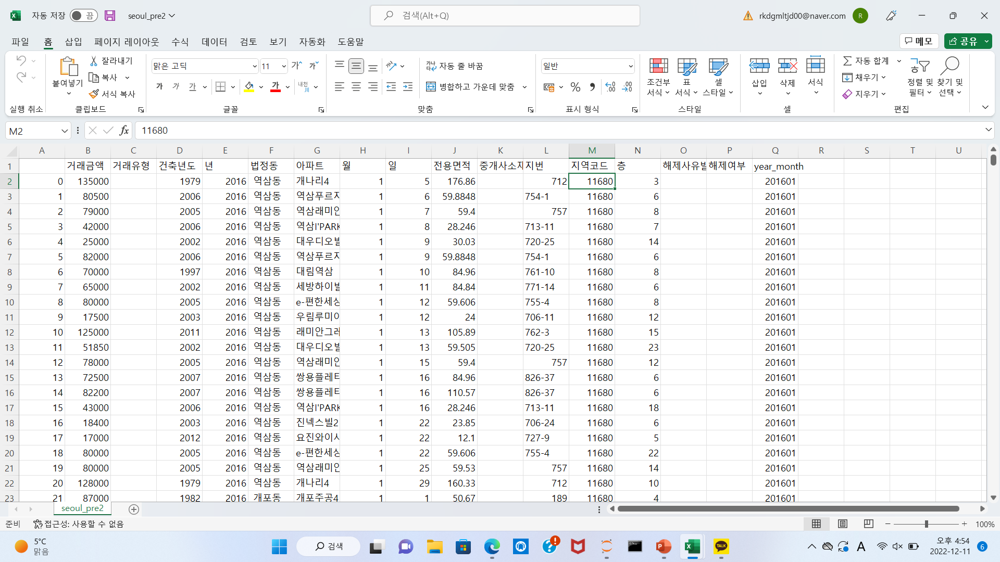 자동 저장 끔 seoul_pre2 검색(Alt+Q) rkdgmltjd00@naver.com R
파일 홈 삽입 페이지 레이아웃 수식 데이터 검토 보기 자동화 도움말 메모 공유
붙여넣기 잘라내기 복사 서식 복사
맑은 고딕 11 가 가 가 가 가 가 내천
가나다 자동 줄 바꿈
병합하고 가운데 맞춤
일반 % 9
조건부 서식 표 서식 셀 스타일 삽입 삭제 서식
자동 합계 채우기 지우기 정렬 및 필터 찾기 및 선택
실행 취소 클립보드 글꼴 맞춤 표시 형식 스타일 셀 편집
M2 fx 11680
A B C D E F G H I J K L M N O P Q R S T U
1 거래금액 거래유형 건축년도 년 법정동 아파트 월 일 전용면적 중개사소재 지번 지역코드 층 해제사유발 해제여부 year_month
2 0 135000 1979 2016 역삼동 개나리4 1 5 176.86 712 11680 3 201601
3 1 80500 2006 2016 역삼동 역삼푸르지 1 6 59.8848 754-1 11680 6 201601
4 2 79000 2005 2016 역삼동 역삼래미안 1 7 59.4 757 11680 8 201601
5 3 42000 2006 2016 역삼동 역삼I'PARK 1 8 28.246 713-11 11680 7 201601
6 4 25000 2002 2016 역삼동 대우디오빌 1 9 30.03 720-25 11680 14 201601
7 5 82000 2006 2016 역삼동 역삼푸르지 1 9 59.8848 754-1 11680 6 201601
8 6 70000 1997 2016 역삼동 대림역삼 1 10 84.96 761-10 11680 8 201601
9 7 65000 2002 2016 역삼동 세방하이빌 1 11 84.84 771-14 11680 6 201601
10 8 80000 2005 2016 역삼동 e-편한세상 1 12 59.606 755-4 11680 8 201601
11 9 17500 2003 2016 역삼동 우림루미아 1 12 24 706-11 11680 12 201601
12 10 125000 2011 2016 역삼동 래미안그레 1 13 105.89 762-3 11680 15 201601
13 11 51850 2002 2016 역삼동 대우디오빌 1 13 59.505 720-25 11680 23 201601
14 12 78000 2005 2016 역삼동 역삼래미안 1 15 59.4 757 11680 12 201601
15 13 72500 2007 2016 역삼동 쌍용플레티 1 16 84.96 826-37 11680 6 201601
16 14 82200 2007 2016 역삼동 쌍용플레티 1 16 110.57 826-37 11680 6 201601
17 15 43000 2006 2016 역삼동 역삼I'PARK 1 16 28.246 713-11 11680 18 201601
18 16 18400 2003 2016 역삼동 진넥스빌2 1 22 23.85 706-24 11680 6 201601
19 17 17000 2012 2016 역삼동 요진와이시 1 22 12.1 727-9 11680 5 201601
20 18 80000 2005 2016 역삼동 e-편한세상 1 22 59.606 755-4 11680 22 201601
21 19 80000 2005 2016 역삼동 역삼래미안 1 25 59.53 757 11680 14 201601
22 20 128000 1979 2016 역삼동 개나리4 1 29 160.33 712 11680 10 201601
23 21 87000 1982 2016 개포동 개포주공4 1 1 50.67 189 11680 4 201601
seoul_pre2
준비 접근성: 사용할 수 없음 100%
5°C
맑음
검색 TALK A 오후 4:54
2022-12-11 6